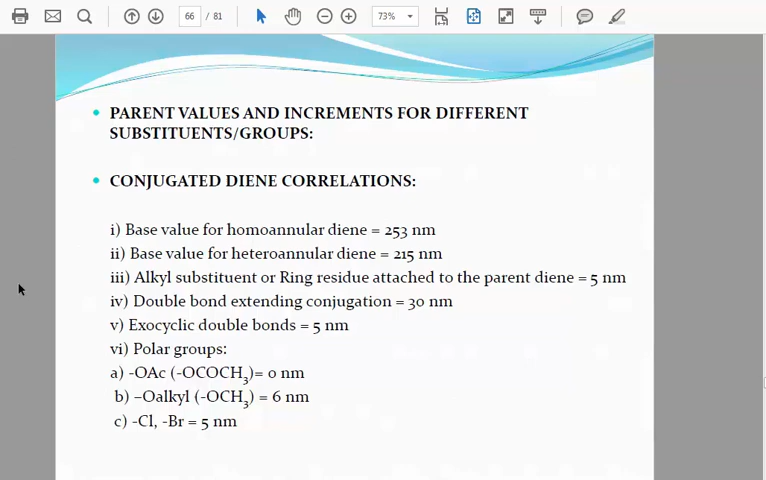 66 / 81
73%
• PARENT VALUES AND INCREMENTS FOR DIFFERENT
SUBSTITUENTS/GROUPS:
• CONJUGATED DIENE CORRELATIONS:
i) Base value for homoannular diene = 253 nm
ii) Base value for heteroannular diene = 215 nm
iii) Alkyl substituent or Ring residue attached to the parent diene = 5 nm
iv) Double bond extending conjugation = 30 nm
v) Exocyclic double bonds = 5 nm
vi) Polar groups:
a) -OAc (-OCOCH₃)= 0 nm
b) –Oalkyl (-OCH₃) = 6 nm
c) -Cl, -Br = 5 nm